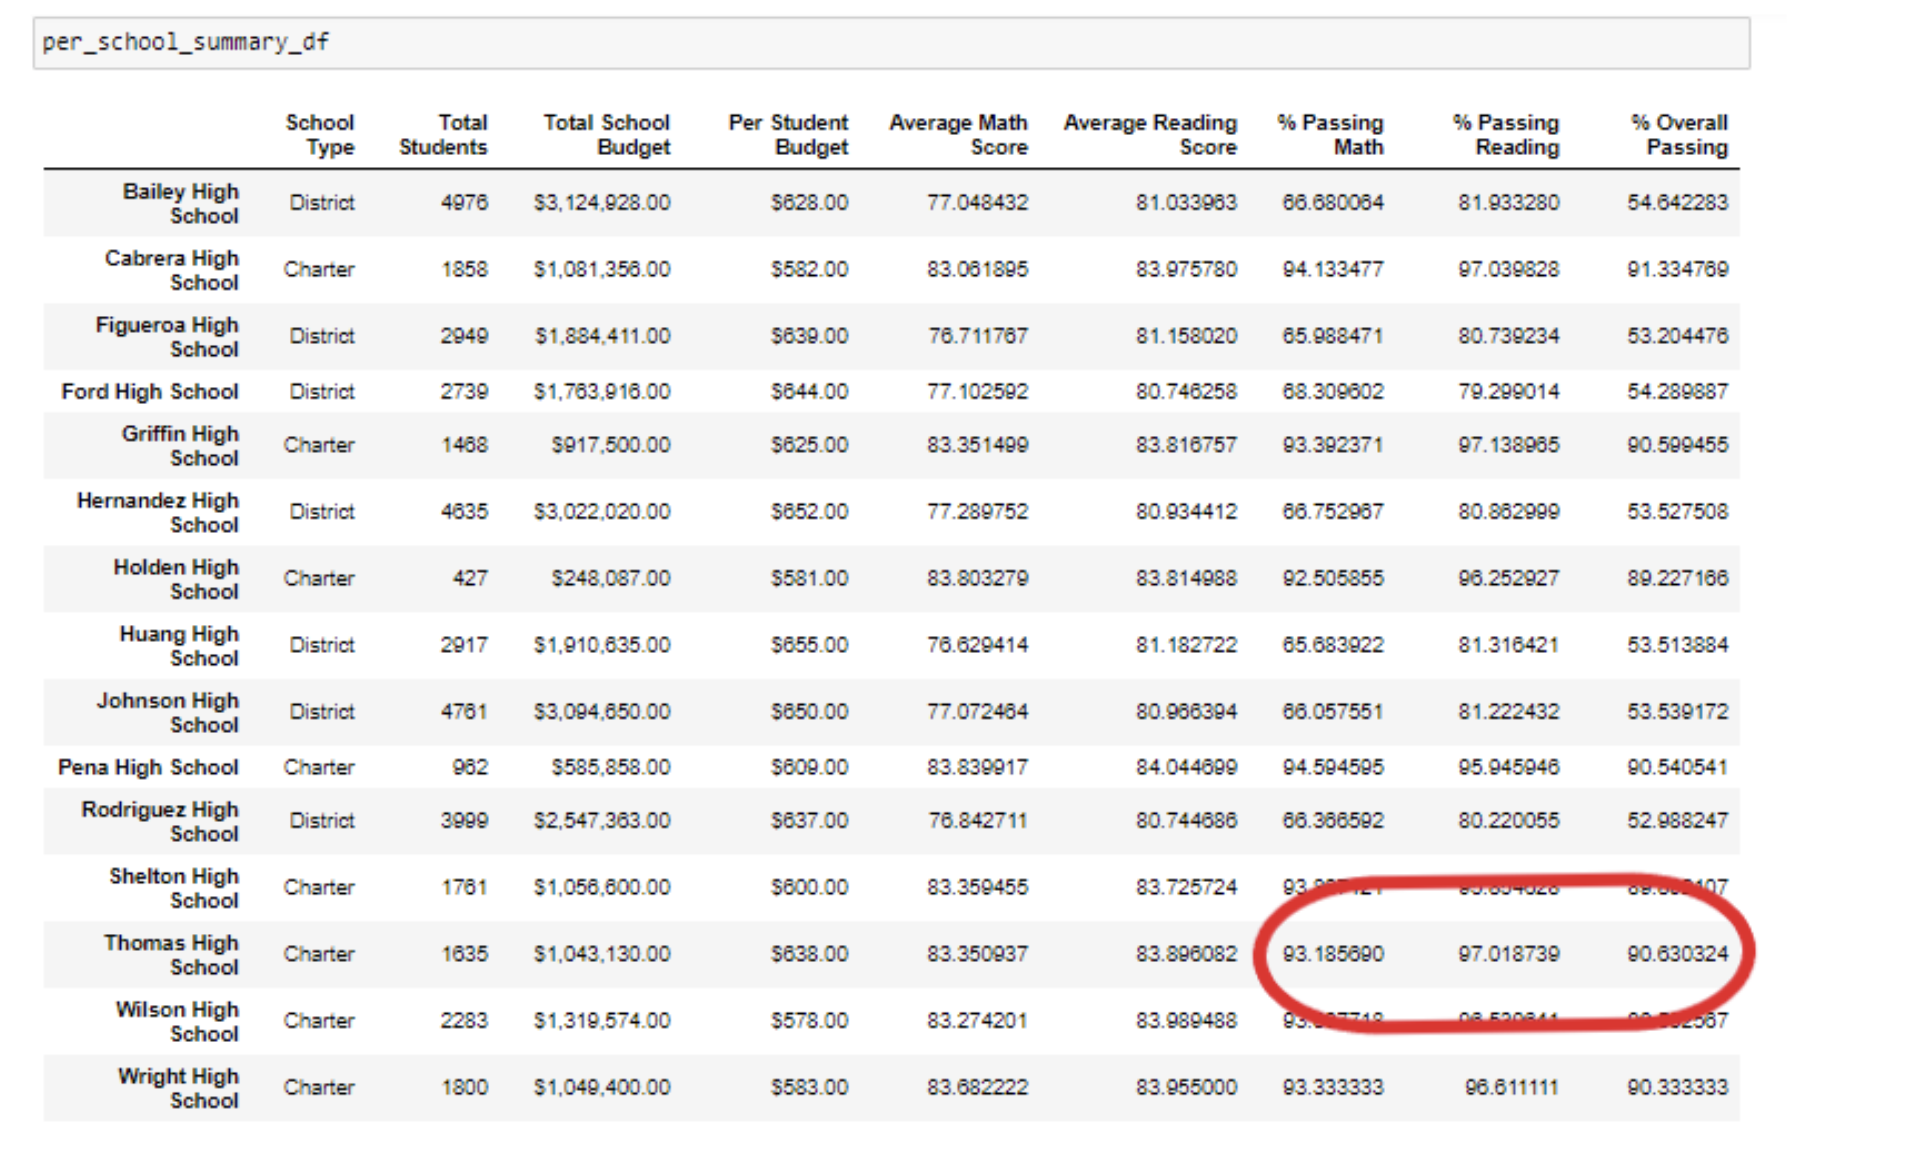 per_school_summary_df
School Type Total Students Total School Budget Per Student Budget Average Math Score Average Reading Score % Passing Math % Passing Reading % Overall Passing
Bailey High School District 4976 $3,124,928.00 $628.00 77.048432 81.033963 66.680064 81.933280 54.642283
Cabrera High School Charter 1858 $1,081,356.00 $582.00 83.061895 83.975780 94.133477 97.039828 91.334769
Figueroa High School District 2949 $1,884,411.00 $639.00 76.711767 81.158020 65.988471 80.739234 53.204476
Ford High School District 2739 $1,763,916.00 $644.00 77.102592 80.746258 68.309602 79.299014 54.289887
Griffin High School Charter 1468 $917,500.00 $625.00 83.351499 83.816757 93.392371 97.138965 90.599455
Hernandez High School District 4635 $3,022,020.00 $652.00 77.289752 80.934412 66.752967 80.862999 53.527508
Holden High School Charter 427 $248,087.00 $581.00 83.803279 83.814988 92.505855 96.252927 89.227166
Huang High School District 2917 $1,910,635.00 $655.00 76.629414 81.182722 65.683922 81.316421 53.513884
Johnson High School District 4761 $3,094,650.00 $650.00 77.072464 80.966394 66.057551 81.222432 53.539172
Pena High School Charter 962 $585,858.00 $609.00 83.839917 84.044699 94.594595 95.945946 90.540541
Rodriguez High School District 3999 $2,547,363.00 $637.00 76.842711 80.744686 66.366592 80.220055 52.988247
Shelton High School Charter 1761 $1,056,600.00 $600.00 83.359455 83.725724
Thomas High School Charter 1635 $1,043,130.00 $638.00 83.350937 83.896082 93.185690 97.018739 90.630324
Wilson High School Charter 2283 $1,319,574.00 $578.00 83.274201 83.989488
Wright High School Charter 1800 $1,049,400.00 $583.00 83.682222 83.955000 93.333333 96.611111 90.333333